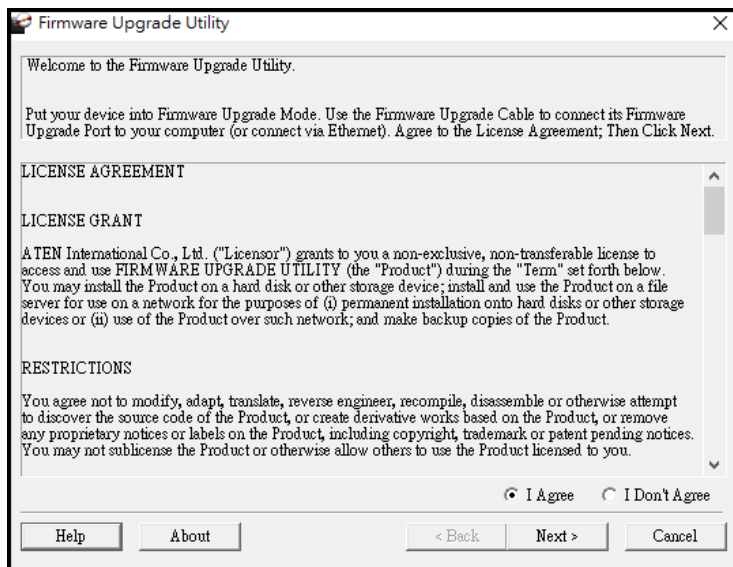 Firmware Upgrade Utility
Welcome to the Firmware Upgrade Utility.
Put your device into Firmware Upgrade Mode. Use the Firmware Upgrade Cable to connect its Firmware
Upgrade Port to your computer (or connect via Ethernet). Agree to the License Agreement; Then Click Next.
LICENSE AGREEMENT
LICENSE GRANT
ATEN International Co., Ltd. ("Licensor") grants to you a non-exclusive, non-transferable license to
access and use FIRMWARE UPGRADE UTILITY (the "Product") during the "Term" set forth below.
You may install the Product on a hard disk or other storage device; install and use the Product on a file
server for use on a network for the purposes of (i) permanent installation onto hard disks or other storage
devices or (ii) use of the Product over such network; and make backup copies of the Product.
RESTRICTIONS
You agree not to modify, adapt, translate, reverse engineer, recompile, disassemble or otherwise attempt
to discover the source code of the Product, or create derivative works based on the Product, or remove
any proprietary notices or labels on the Product, including copyright, trademark or patent pending notices.
You may not sublicense the Product or otherwise allow others to use the Product licensed to you.
I Agree I Don't Agree
Help About < Back Next > Cancel